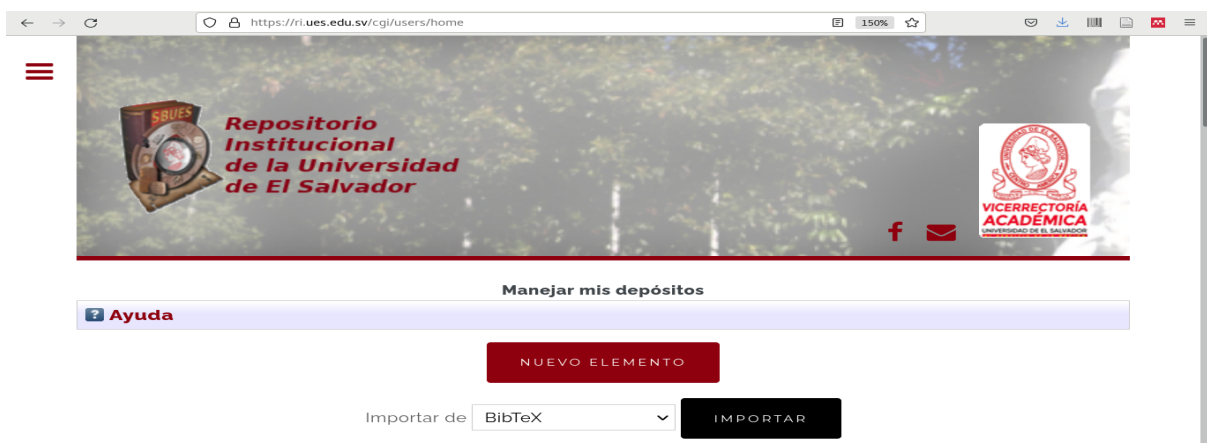 https://ri.ues.edu.sv/cgi/users/home
150%
SBUES
Repositorio
Institucional
de la Universidad
de El Salvador
VICERRECTORÍA
ACADÉMICA
UNIVERSIDAD DE EL SALVADOR
Manejar mis depósitos
? Ayuda
NUEVO ELEMENTO
Importar de BibTeX IMPORTAR